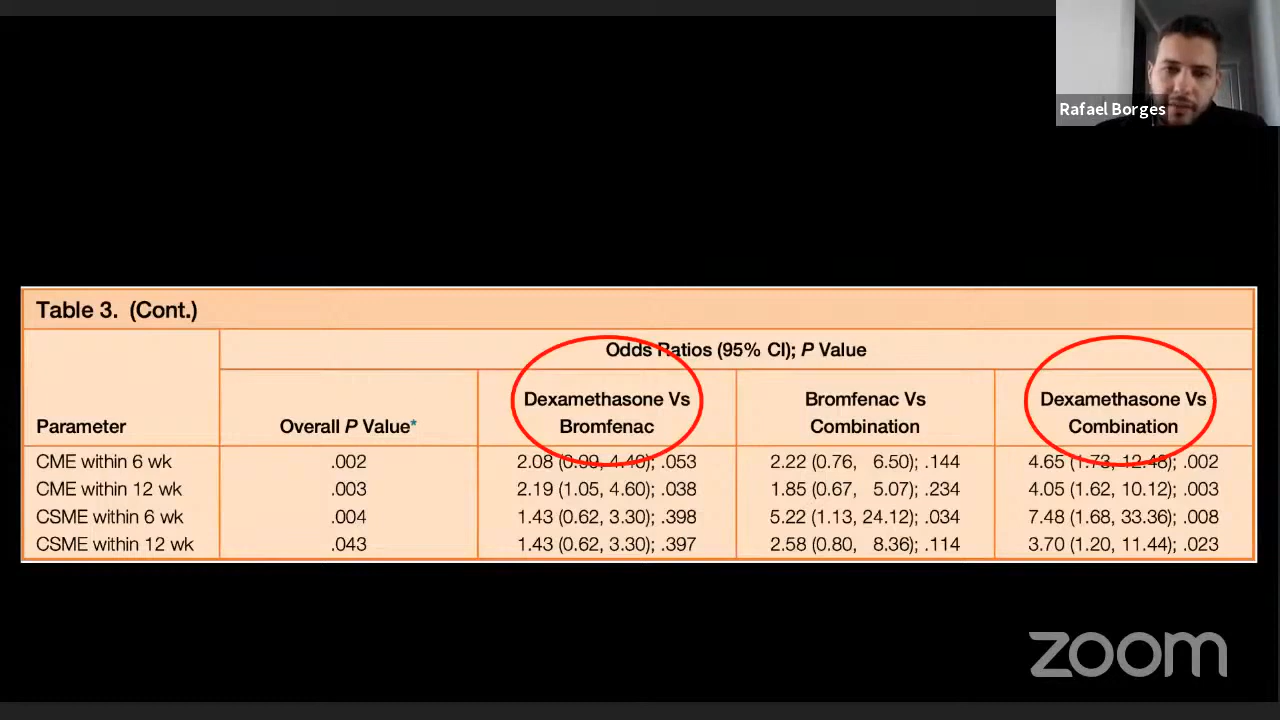 Rafael Borges
Table 3. (Cont.)
Odds Ratios (95% CI); P Value
Parameter Overall P Value* Dexamethasone Vs Bromfenac Bromfenac Vs Combination Dexamethasone Vs Combination
CME within 6 wk .002 2.08 (0.99, 4.40); .053 2.22 (0.76, 6.50); .144 4.65 (1.73, 12.48); .002
CME within 12 wk .003 2.19 (1.05, 4.60); .038 1.85 (0.67, 5.07); .234 4.05 (1.62, 10.12); .003
CSME within 6 wk .004 1.43 (0.62, 3.30); .398 5.22 (1.13, 24.12); .034 7.48 (1.68, 33.36); .008
CSME within 12 wk .043 1.43 (0.62, 3.30); .397 2.58 (0.80, 8.36); .114 3.70 (1.20, 11.44); .023
zoom